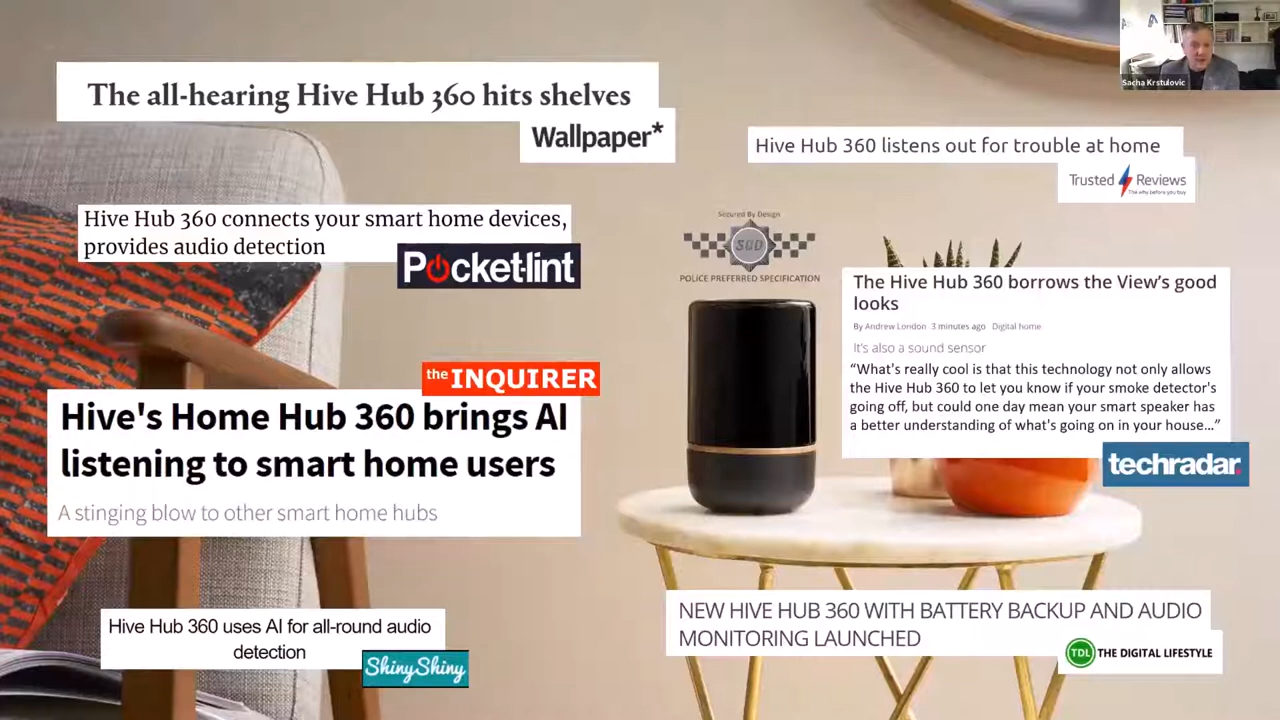 Sacha Krstulovic
The all-hearing Hive Hub 360 hits shelves
Wallpaper*
Hive Hub 360 listens out for trouble at home
Trusted Reviews
The why before you buy
Hive Hub 360 connects your smart home devices,
provides audio detection
Pocket-lint
Secured By Design
SBD
POLICE PREFERRED SPECIFICATION
The Hive Hub 360 borrows the View's good
looks
By Andrew London 3 minutes ago Digital home
It's also a sound sensor
“What's really cool is that this technology not only allows
the Hive Hub 360 to let you know if your smoke detector's
going off, but could one day mean your smart speaker has
a better understanding of what's going on in your house…”
techradar.
the INQUIRER
Hive's Home Hub 360 brings AI
listening to smart home users
A stinging blow to other smart home hubs
NEW HIVE HUB 360 WITH BATTERY BACKUP AND AUDIO
MONITORING LAUNCHED
TDL THE DIGITAL LIFESTYLE
Hive Hub 360 uses AI for all-round audio
detection
ShinyShiny